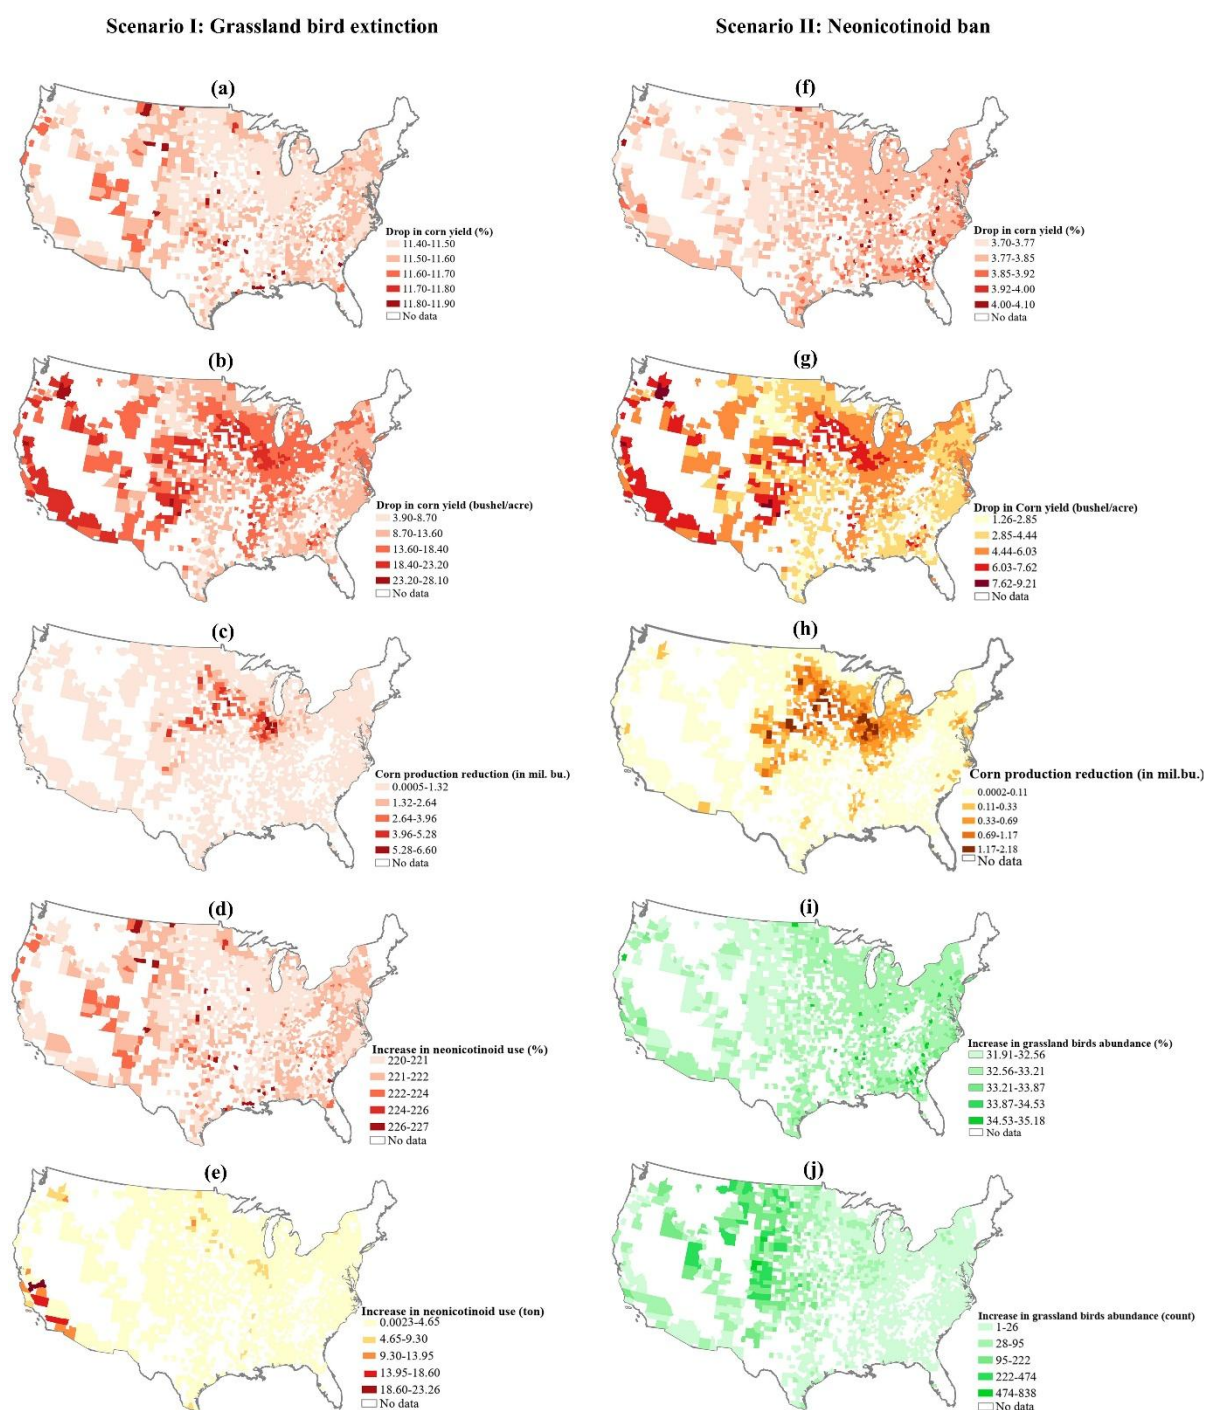 Scenario I: Grassland bird extinction
Scenario II: Neonicotinoid ban
(a)
Drop in corn yield (%)
11.40-11.50
11.50-11.60
11.60-11.70
11.70-11.80
11.80-11.90
No data
(f)
Drop in corn yield (%)
3.70-3.77
3.77-3.85
3.85-3.92
3.92-4.00
4.00-4.10
No data
(b)
Drop in corn yield (bushel/acre)
3.90-8.70
8.70-13.60
13.60-18.40
18.40-23.20
23.20-28.10
No data
(g)
Drop in Corn yield (bushel/acre)
1.26-2.85
2.85-4.44
4.44-6.03
6.03-7.62
7.62-9.21
No data
(c)
Corn production reduction (in mil. bu.)
0.0005-1.32
1.32-2.64
2.64-3.96
3.96-5.28
5.28-6.60
No data
(h)
Corn production reduction (in mil.bu.)
0.0002-0.11
0.11-0.33
0.33-0.69
0.69-1.17
1.17-2.18
No data
(d)
Increase in neonicotinoid use (%)
220-221
221-222
222-224
224-226
226-227
No data
(i)
Increase in grassland birds abundance (%)
31.91-32.56
32.56-33.21
33.21-33.87
33.87-34.53
34.53-35.18
No data
(e)
Increase in neonicotinoid use (ton)
0.0023-4.65
4.65-9.30
9.30-13.95
13.95-18.60
18.60-23.26
No data
(j)
Increase in grassland birds abundance (count)
1-26
28-95
95-222
222-474
474-838
No data